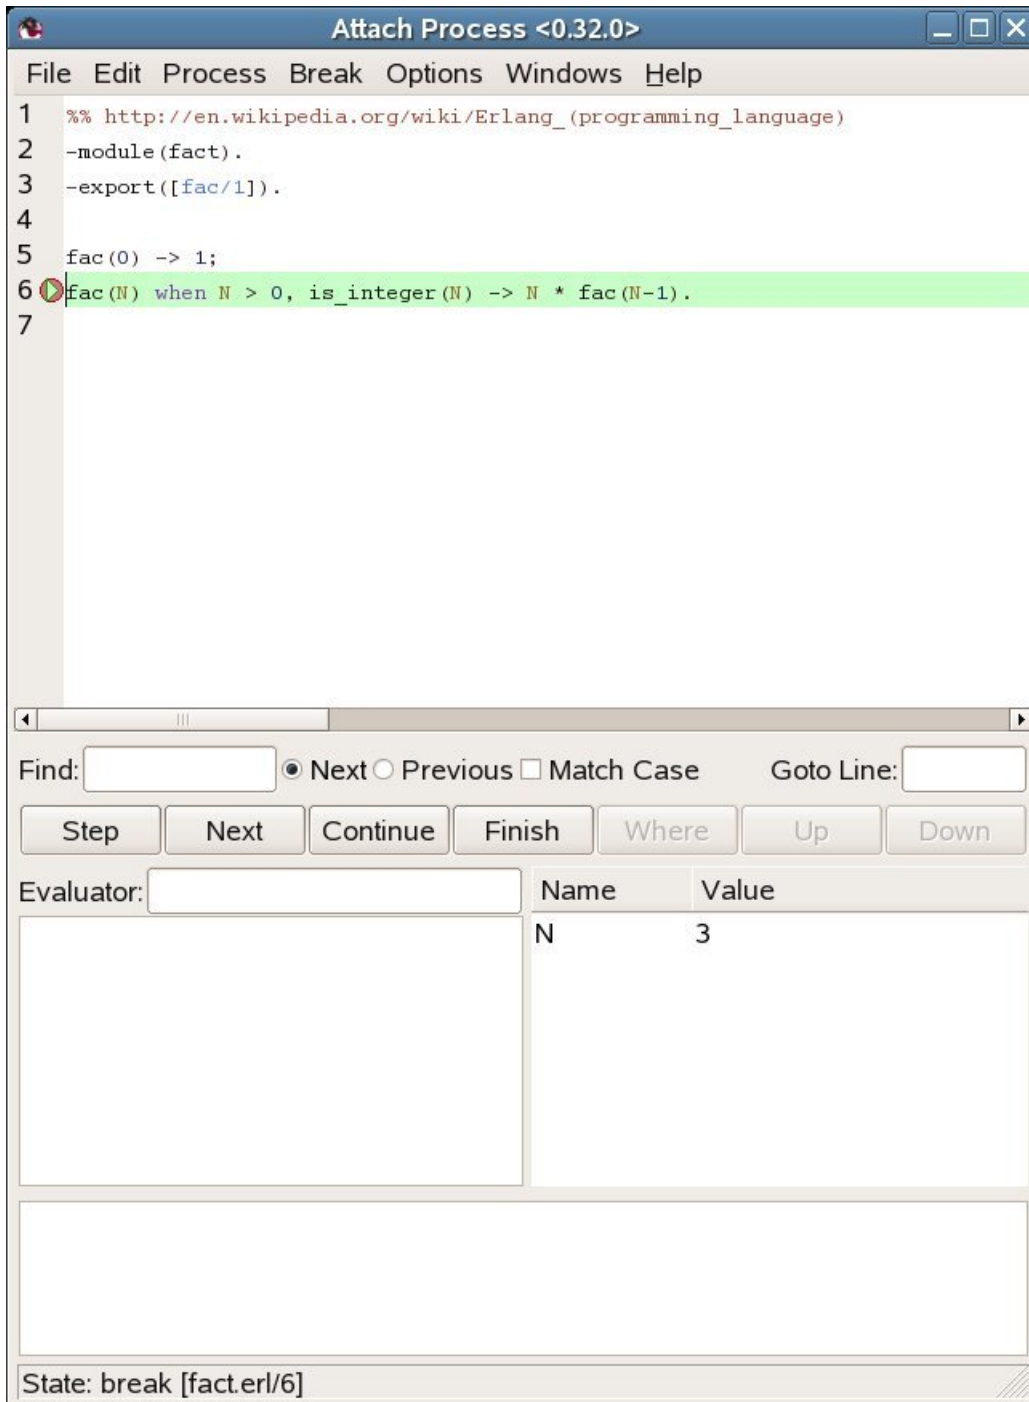 Attach Process <0.32.0>
File Edit Process Break Options Windows Help
1 %% http://en.wikipedia.org/wiki/Erlang_(programming_language)
2 -module(fact).
3 -export([fac/1]).
4
5 fac(0) -> 1;
6 fac(N) when N > 0, is_integer(N) -> N * fac(N-1).
7
Find: Next Previous Match Case Goto Line:
Step Next Continue Finish Where Up Down
Evaluator: Name Value
N 3
State: break [fact.erl/6]